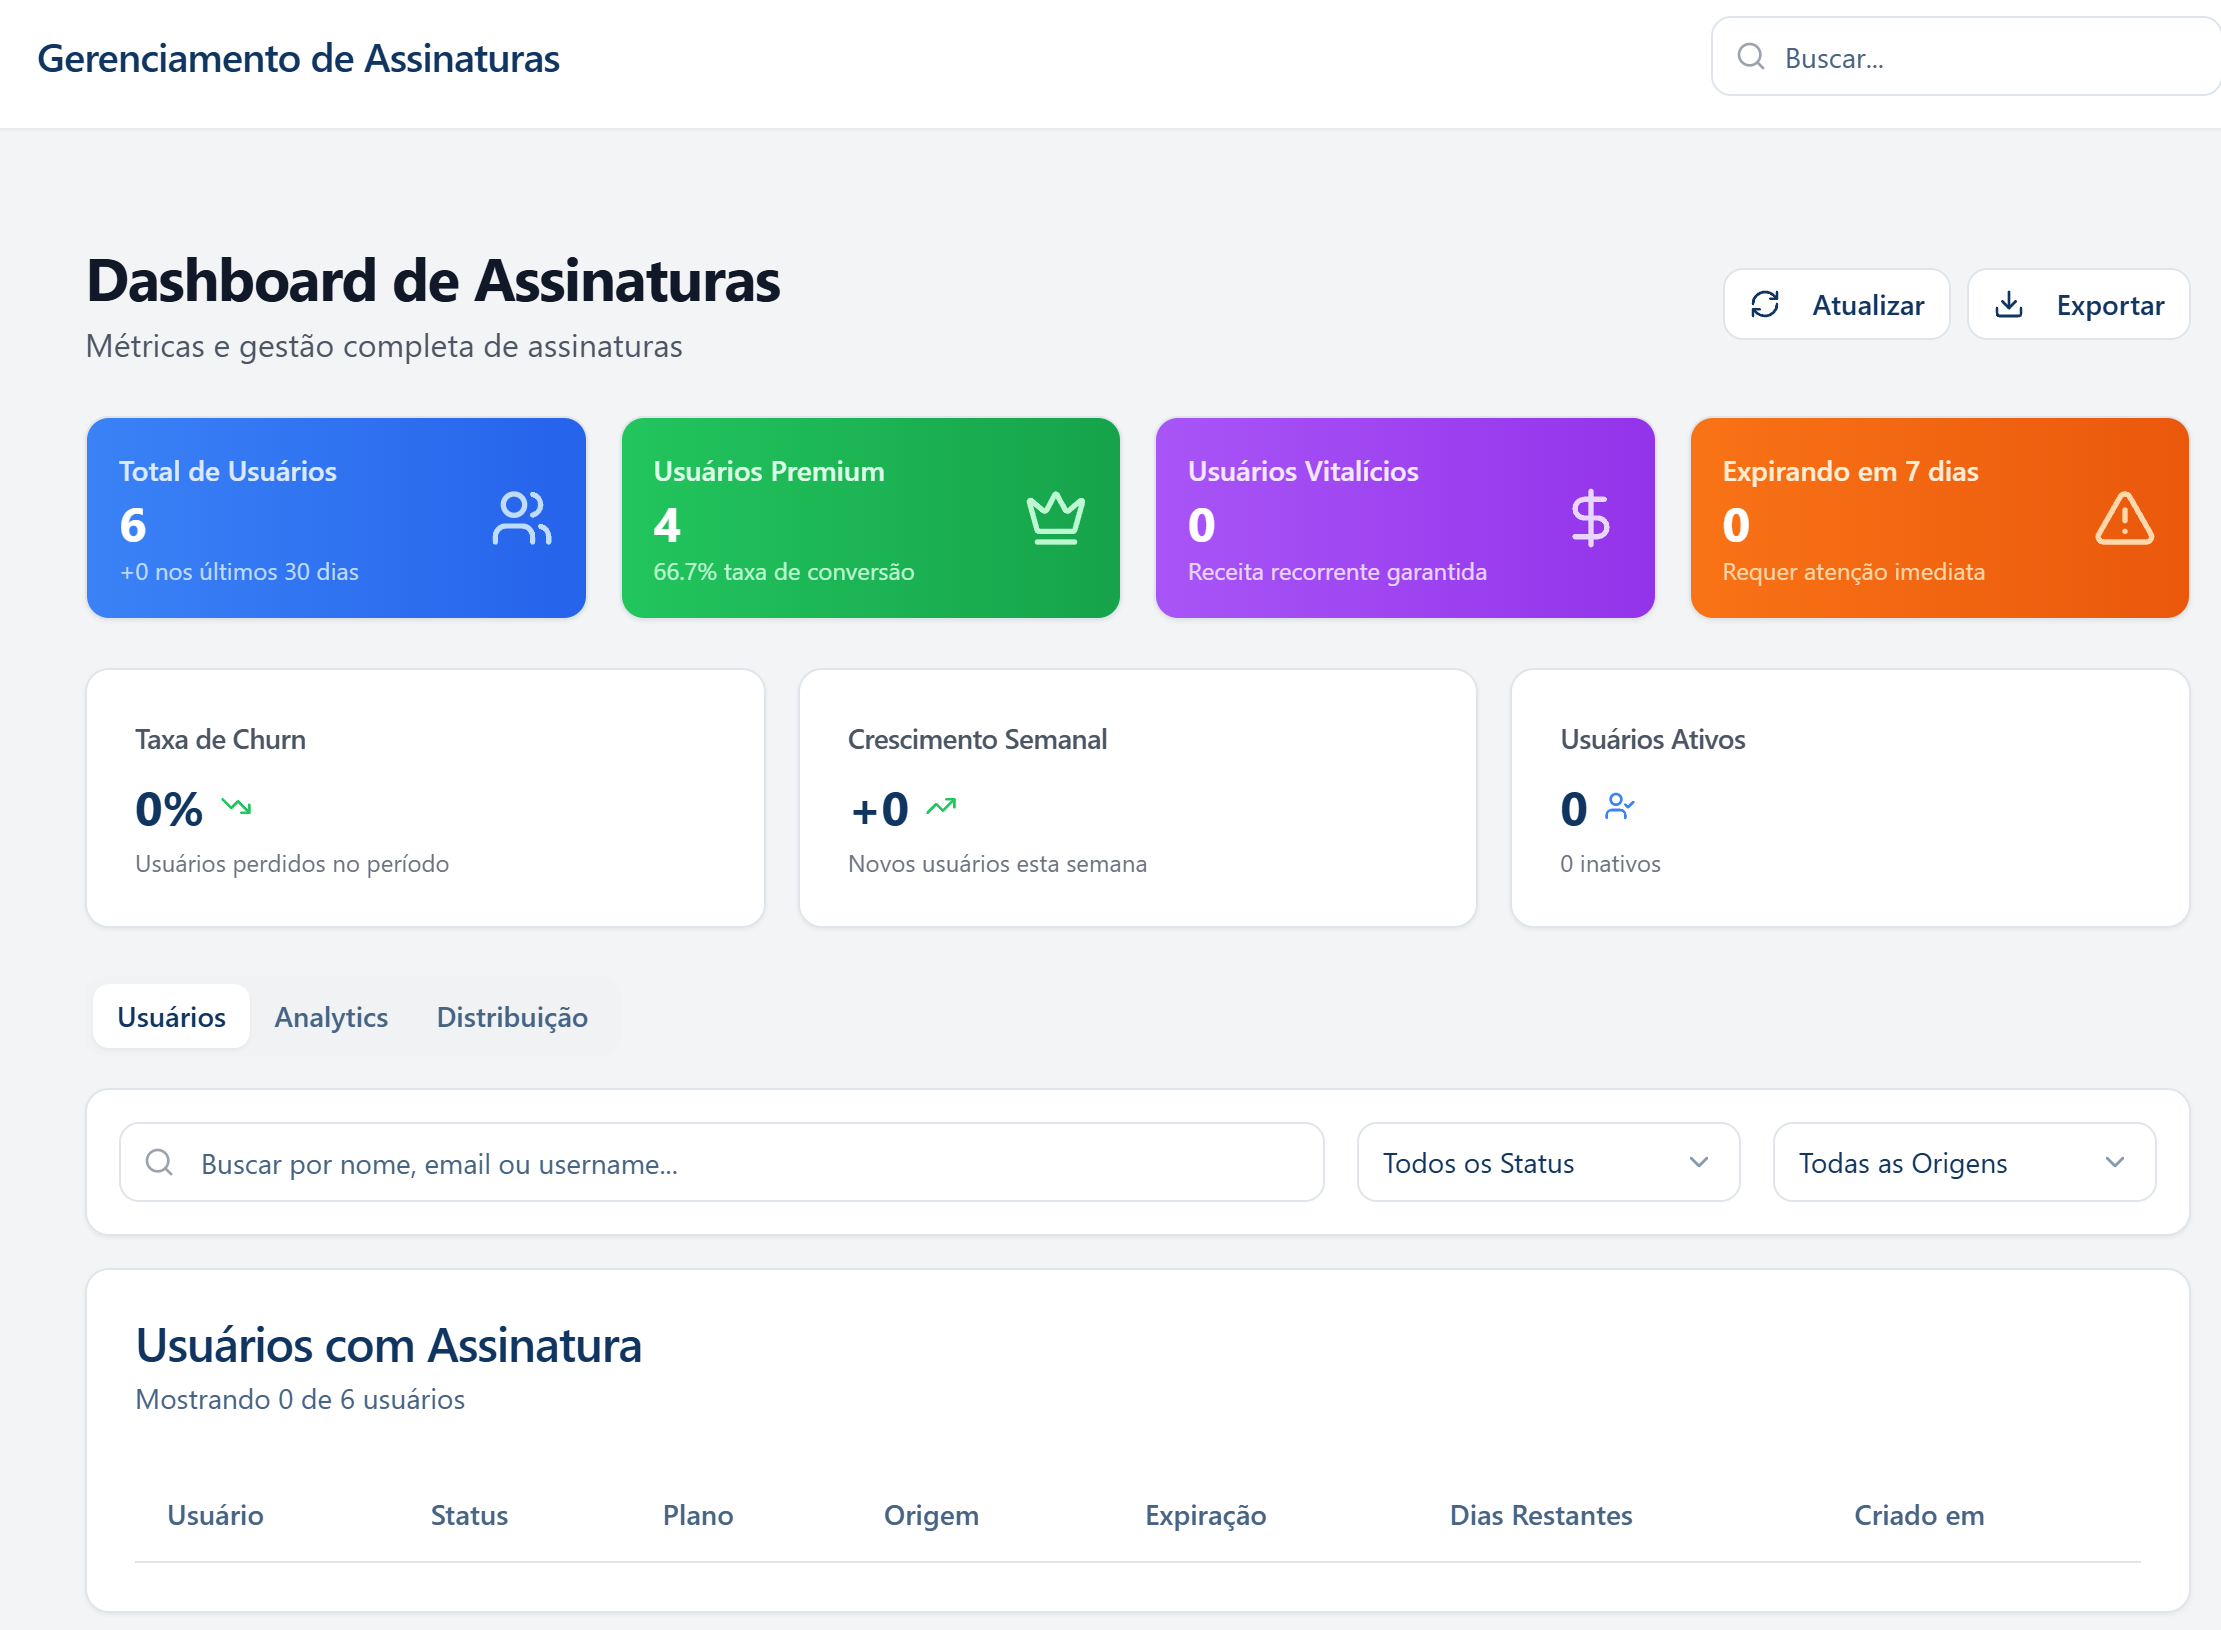 Gerenciamento de Assinaturas
Buscar...
Dashboard de Assinaturas
Métricas e gestão completa de assinaturas
Atualizar
Exportar
Total de Usuários
6
+0 nos últimos 30 dias
Usuários Premium
4
66.7% taxa de conversão
Usuários Vitalícios
0
Receita recorrente garantida
Expirando em 7 dias
0
Requer atenção imediata
Taxa de Churn
0%
Usuários perdidos no período
Crescimento Semanal
+0
Novos usuários esta semana
Usuários Ativos
0
0 inativos
Usuários
Analytics
Distribuição
Buscar por nome, email ou username...
Todos os Status
Todas as Origens
Usuários com Assinatura
Mostrando 0 de 6 usuários
Usuário Status Plano Origem Expiração Dias Restantes Criado em